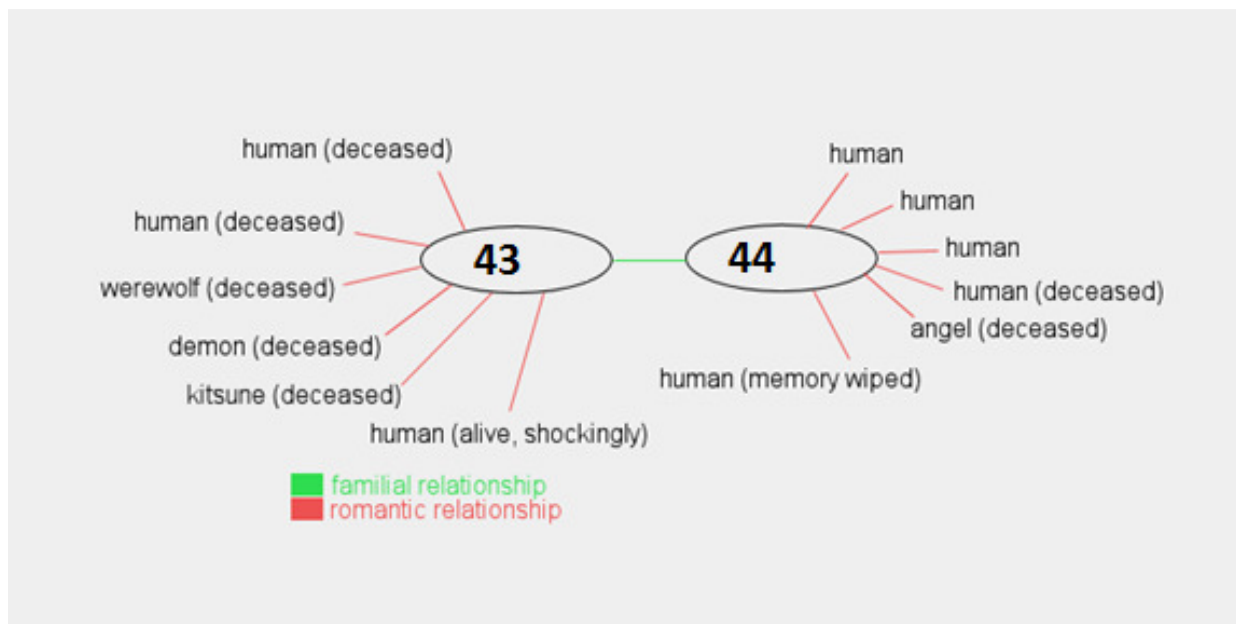 human (deceased)
human
human (deceased)
human
43
44
human
werewolf (deceased)
human (deceased)
demon (deceased)
angel (deceased)
kitsune (deceased)
human (memory wiped)
human (alive, shockingly)
familial relationship
romantic relationship